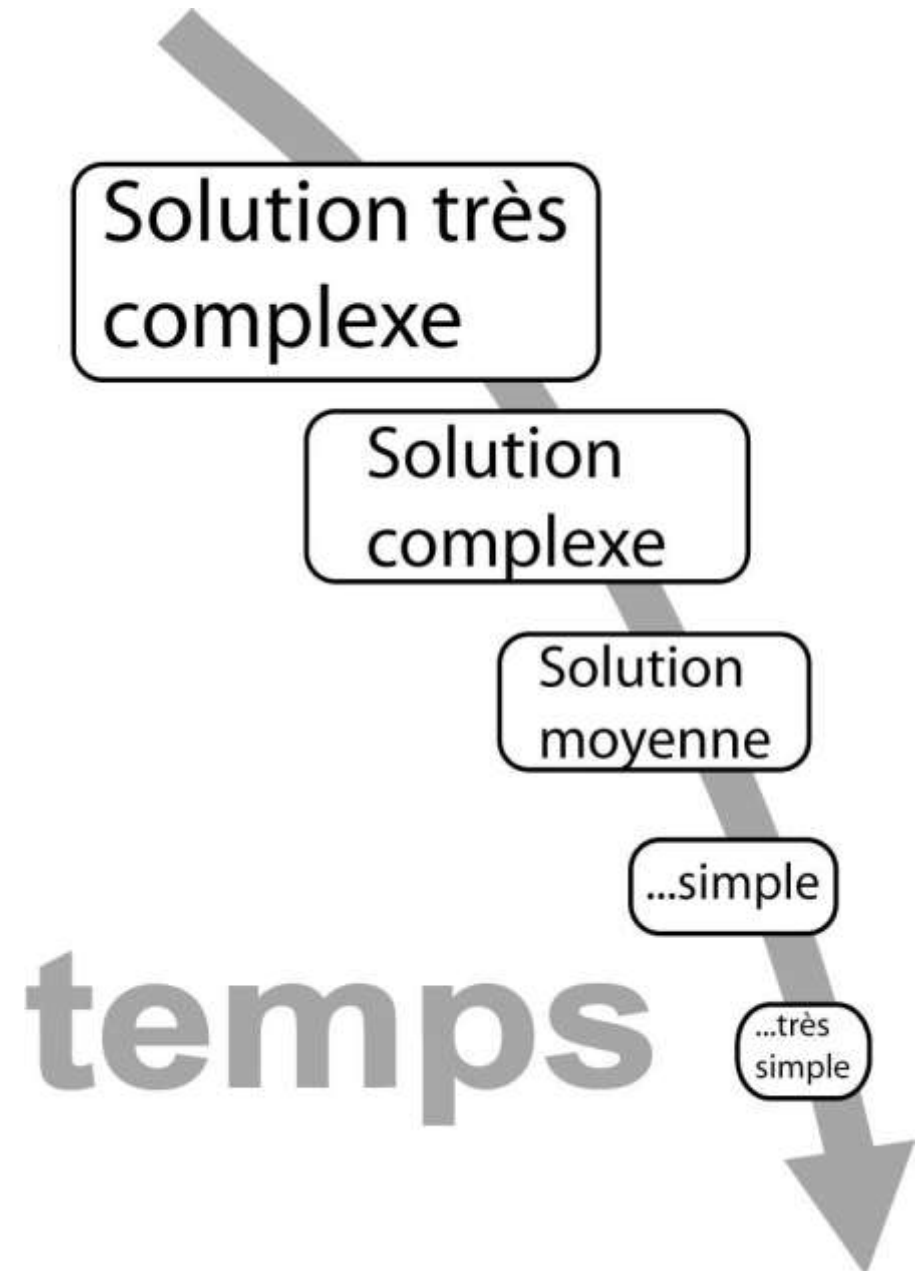 Solution très
complexe
Solution
complexe
Solution
moyenne
...simple
temps
...très
simple